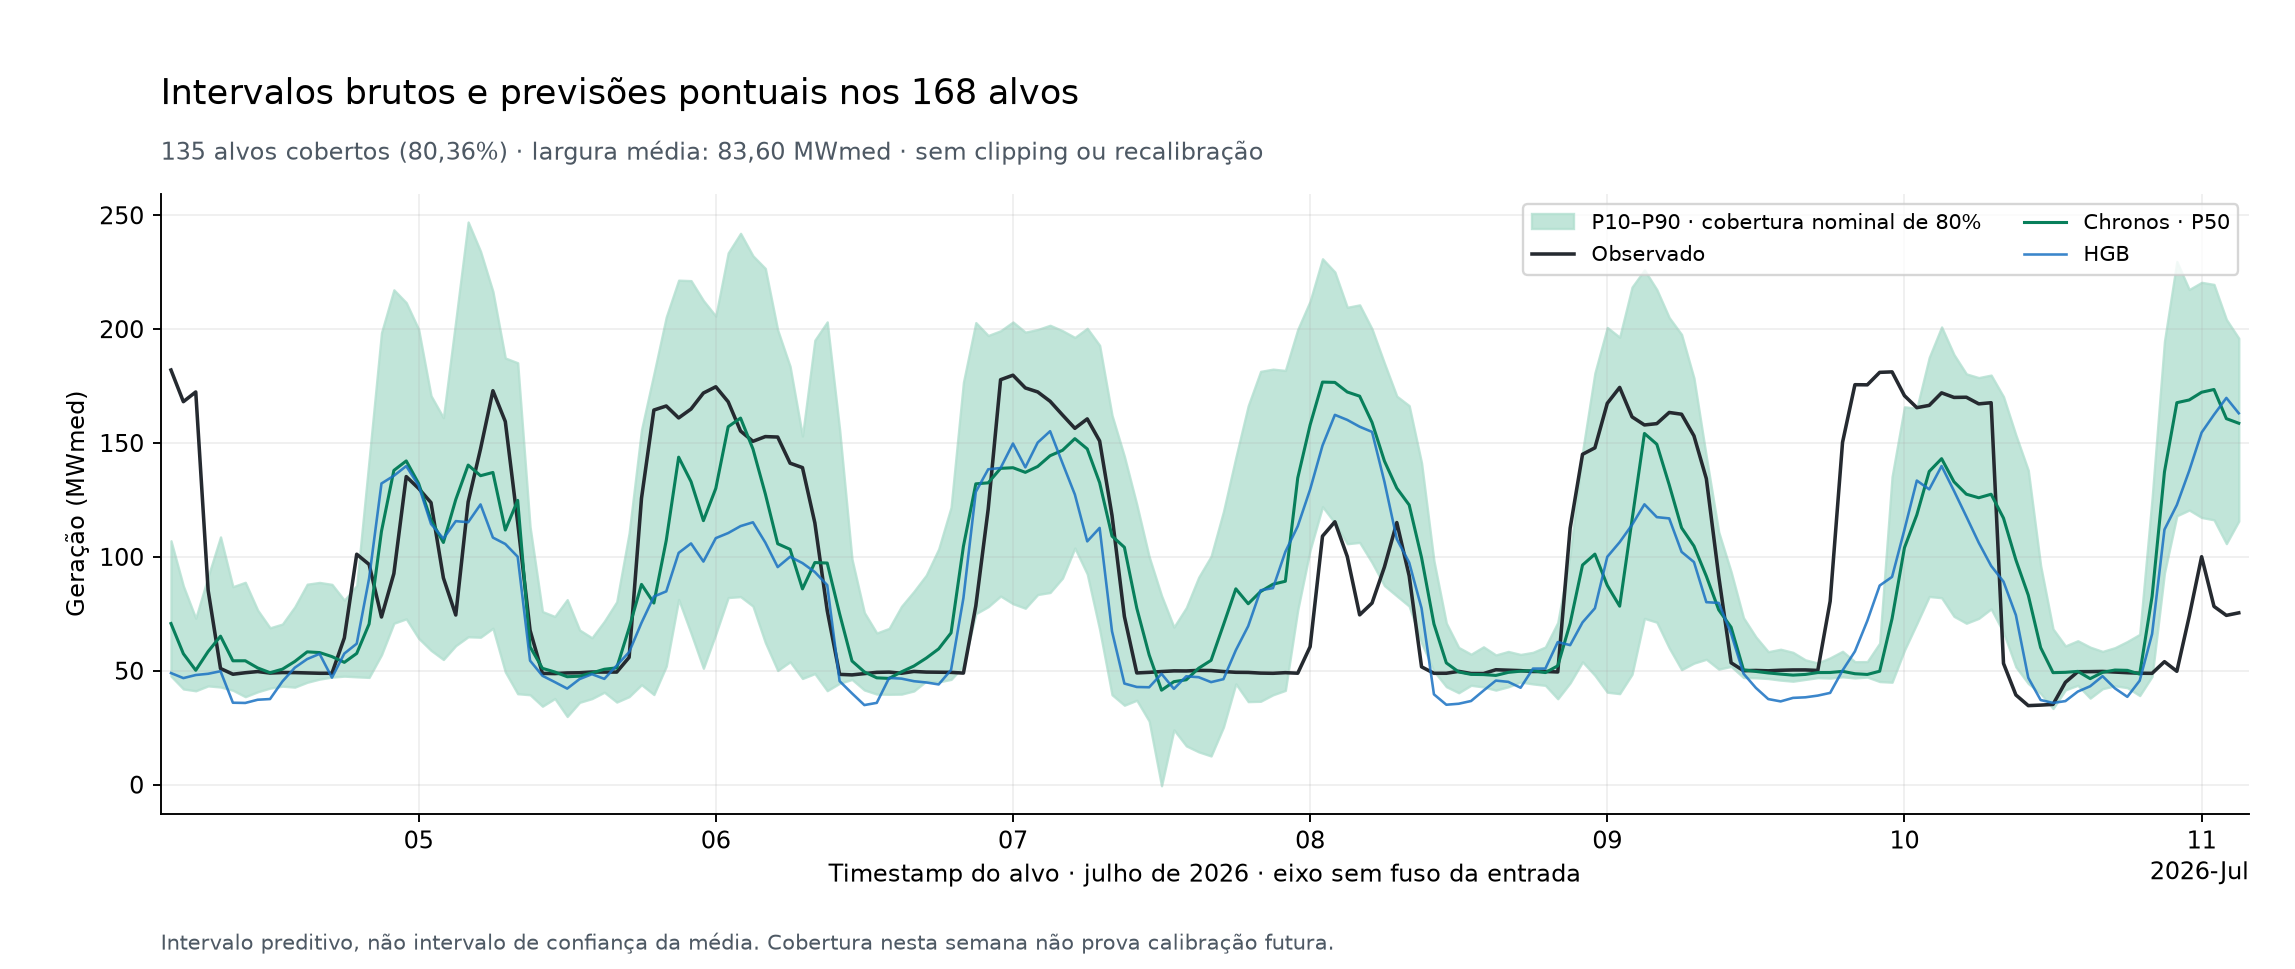 Intervalos brutos e previsões pontuais nos 168 alvos
135 alvos cobertos (80,36%) · largura média: 83,60 MWmed · sem clipping ou recalibração
P10–P90 · cobertura nominal de 80%
Observado
Chronos · P50
HGB
Geração (MWmed)
250
200
150
100
50
0
05
06
07
08
09
10
11
2026-Jul
Timestamp do alvo · julho de 2026 · eixo sem fuso da entrada
Intervalo preditivo, não intervalo de confiança da média. Cobertura nesta semana não prova calibração futura.